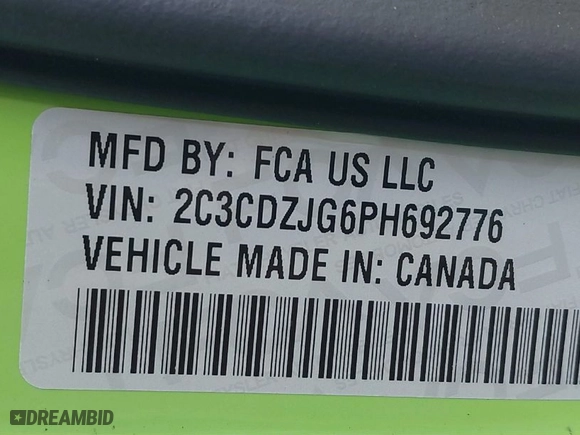 MFD BY: FCA US LLC
VIN: 2C3CDZJG6PH692776
VEHICLE MADE IN: CANADA
DREAMBID